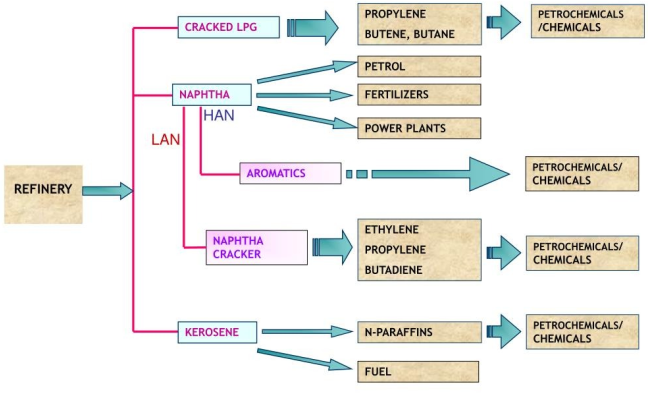 CRACKED LPG
PROPYLENE
BUTENE, BUTANE
PETROCHEMICALS
/CHEMICALS
NAPHTHA
PETROL
FERTILIZERS
POWER PLANTS
HAN
LAN
REFINERY
AROMATICS
PETROCHEMICALS/
CHEMICALS
NAPHTHA
CRACKER
ETHYLENE
PROPYLENE
BUTADIENE
PETROCHEMICALS/
CHEMICALS
KEROSENE
N-PARAFFINS
PETROCHEMICALS/
CHEMICALS
FUEL